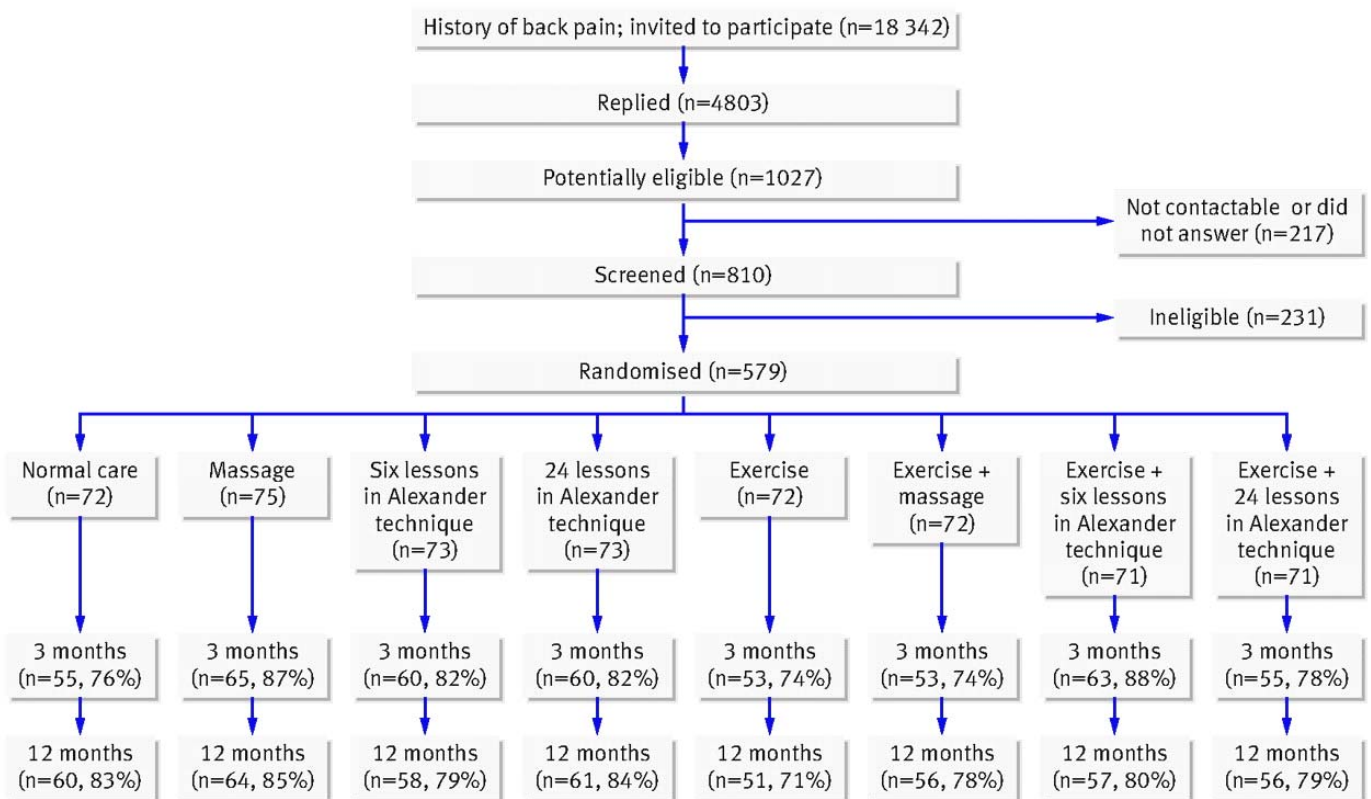 History of back pain; invited to participate (n=18 342)
Replied (n=4803)
Potentially eligible (n=1027)
Not contactable or did
not answer (n=217)
Screened (n=810)
Ineligible (n=231)
Randomised (n=579)
Normal care
(n=72)
Massage
(n=75)
Six lessons
in Alexander
technique
(n=73)
24 lessons
in Alexander
technique
(n=73)
Exercise
(n=72)
Exercise +
massage
(n=72)
Exercise +
six lessons
in Alexander
technique
(n=71)
Exercise +
24 lessons
in Alexander
technique
(n=71)
3 months
(n=55, 76%)
3 months
(n=65, 87%)
3 months
(n=60, 82%)
3 months
(n=60, 82%)
3 months
(n=53, 74%)
3 months
(n=53, 74%)
3 months
(n=63, 88%)
3 months
(n=55, 78%)
12 months
(n=60, 83%)
12 months
(n=64, 85%)
12 months
(n=58, 79%)
12 months
(n=61, 84%)
12 months
(n=51, 71%)
12 months
(n=56, 78%)
12 months
(n=57, 80%)
12 months
(n=56, 79%)